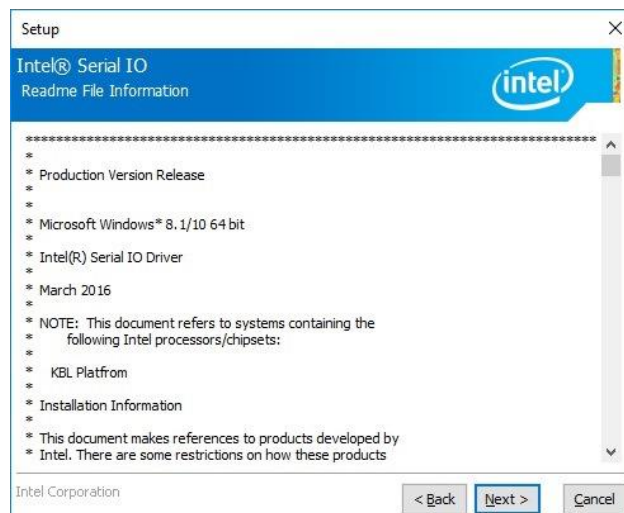 Setup
Intel® Serial IO
Readme File Information
intel
*******************************************************************************
*
* Production Version Release
*
*
* Microsoft Windows* 8.1/10 64 bit
*
* Intel(R) Serial IO Driver
*
* March 2016
*
* NOTE: This document refers to systems containing the
* following Intel processors/chipsets:
*
* KBL Platfrom
*
* Installation Information
*
* This document makes references to products developed by
* Intel. There are some restrictions on how these products
Intel Corporation
< Back
Next >
Cancel